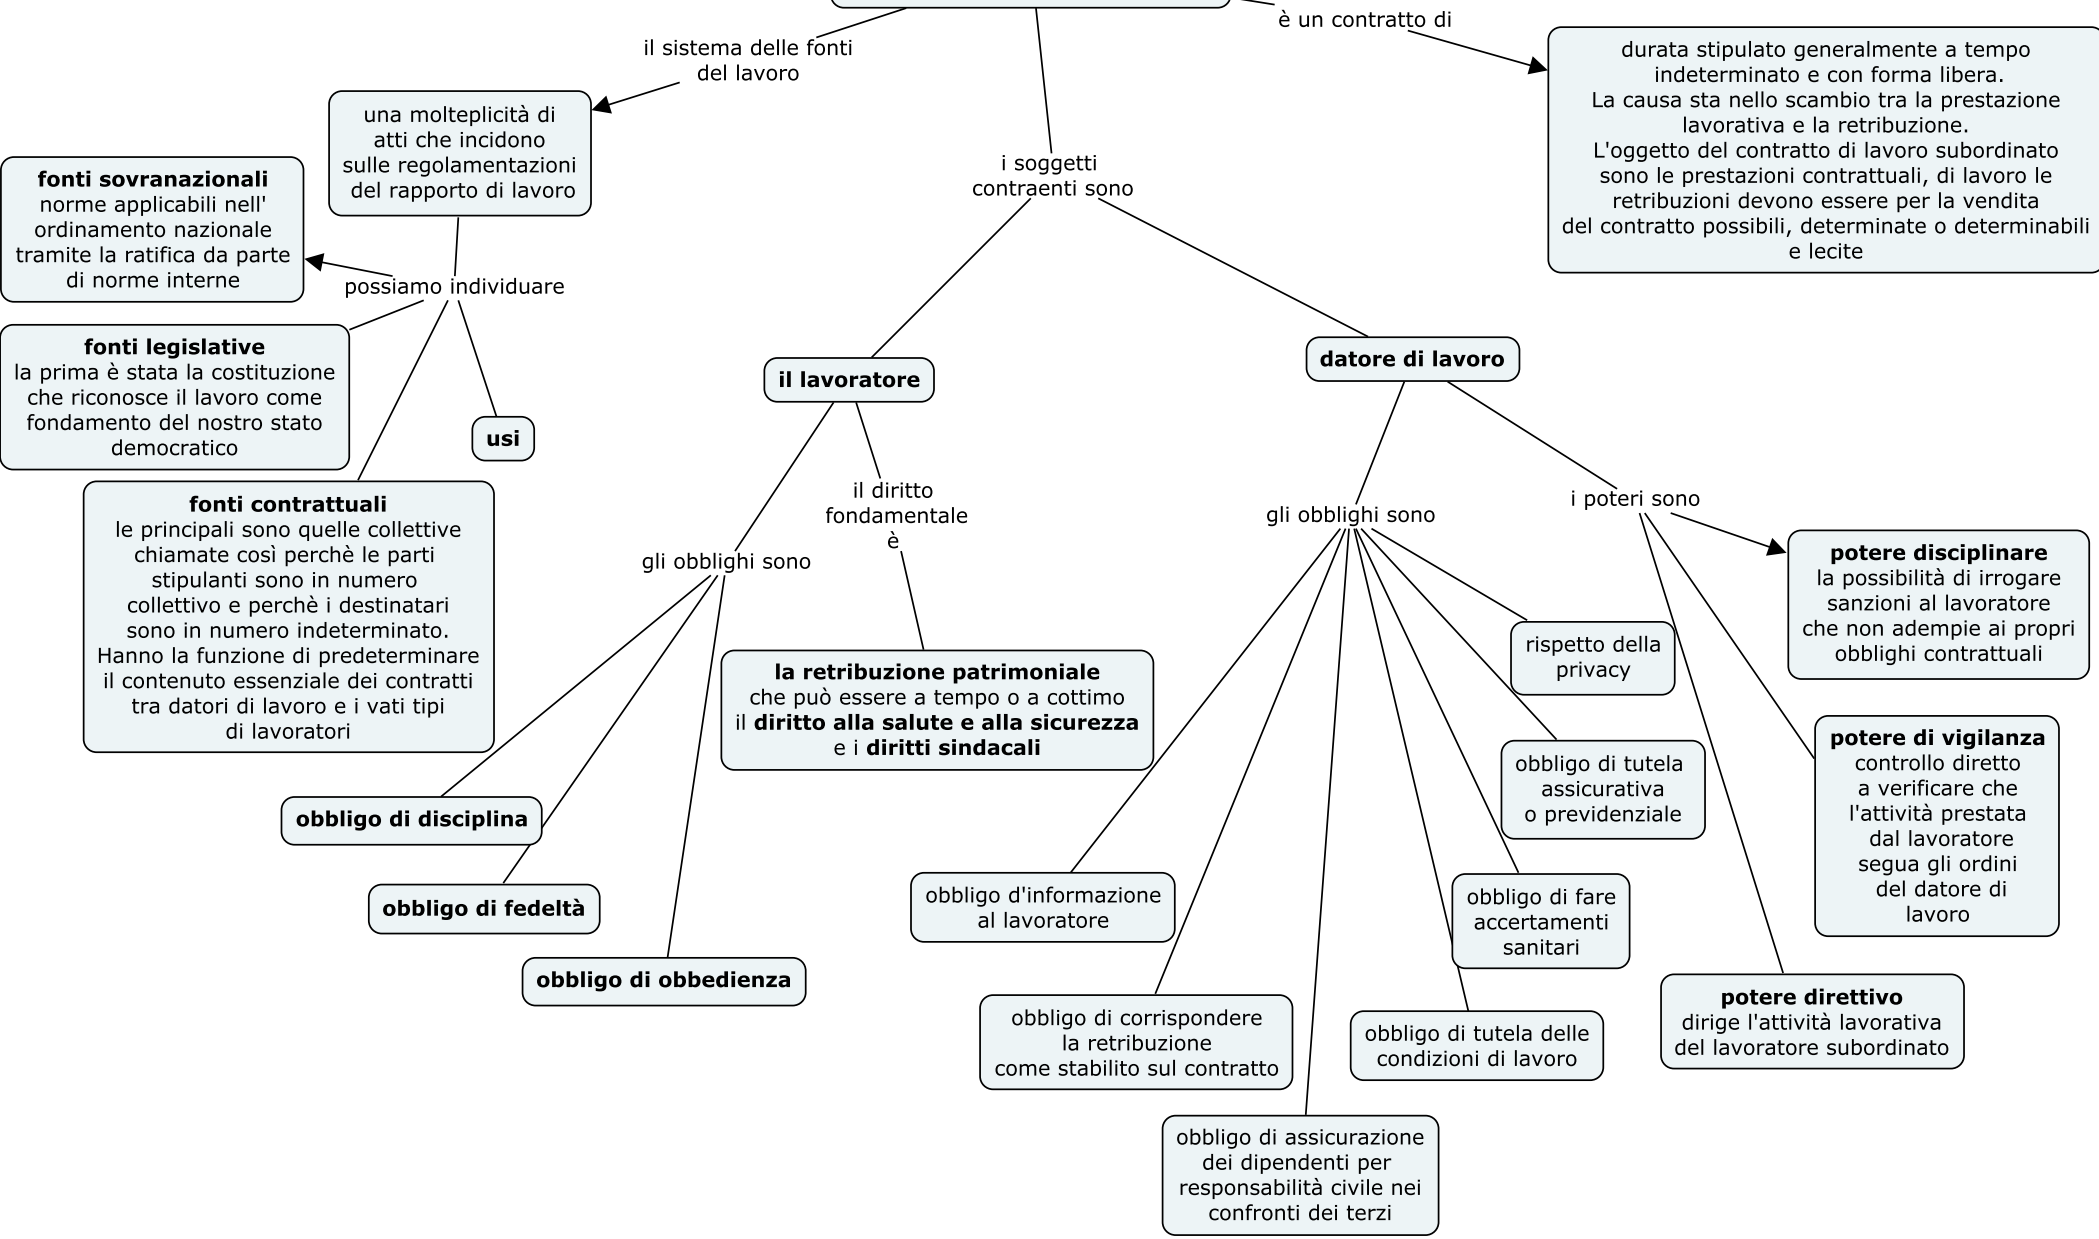 è un contratto di
il sistema delle fonti
del lavoro
durata stipulato generalmente a tempo
indeterminato e con forma libera.
La causa sta nello scambio tra la prestazione
lavorativa e la retribuzione.
L'oggetto del contratto di lavoro subordinato
sono le prestazioni contrattuali, di lavoro le
retribuzioni devono essere per la vendita
del contratto possibili, determinate o determinabili
e lecite
una molteplicità di
atti che incidono
sulle regolamentazioni
del rapporto di lavoro
i soggetti
contraenti sono
fonti sovranazionali
norme applicabili nell'
ordinamento nazionale
tramite la ratifica da parte
di norme interne
possiamo individuare
fonti legislative
la prima è stata la costituzione
che riconosce il lavoro come
fondamento del nostro stato
democratico
usi
fonti contrattuali
le principali sono quelle collettive
chiamate così perchè le parti
stipulanti sono in numero
collettivo e perchè i destinatari
sono in numero indeterminato.
Hanno la funzione di predeterminare
il contenuto essenziale dei contratti
tra datori di lavoro e i vati tipi
di lavoratori
il lavoratore
datore di lavoro
il diritto
fondamentale
è
gli obblighi sono
la retribuzione patrimoniale
che può essere a tempo o a cottimo
il diritto alla salute e alla sicurezza
e i diritti sindacali
obbligo di disciplina
obbligo di fedeltà
obbligo di obbedienza
gli obblighi sono
i poteri sono
rispetto della
privacy
obbligo di tutela
assicurativa
o previdenziale
obbligo di fare
accertamenti
sanitari
obbligo d'informazione
al lavoratore
obbligo di corrispondere
la retribuzione
come stabilito sul contratto
obbligo di tutela delle
condizioni di lavoro
obbligo di assicurazione
dei dipendenti per
responsabilità civile nei
confronti dei terzi
potere disciplinare
la possibilità di irrogare
sanzioni al lavoratore
che non adempie ai propri
obblighi contrattuali
potere di vigilanza
controllo diretto
a verificare che
l'attività prestata
dal lavoratore
segua gli ordini
del datore di
lavoro
potere direttivo
dirige l'attività lavorativa
del lavoratore subordinato